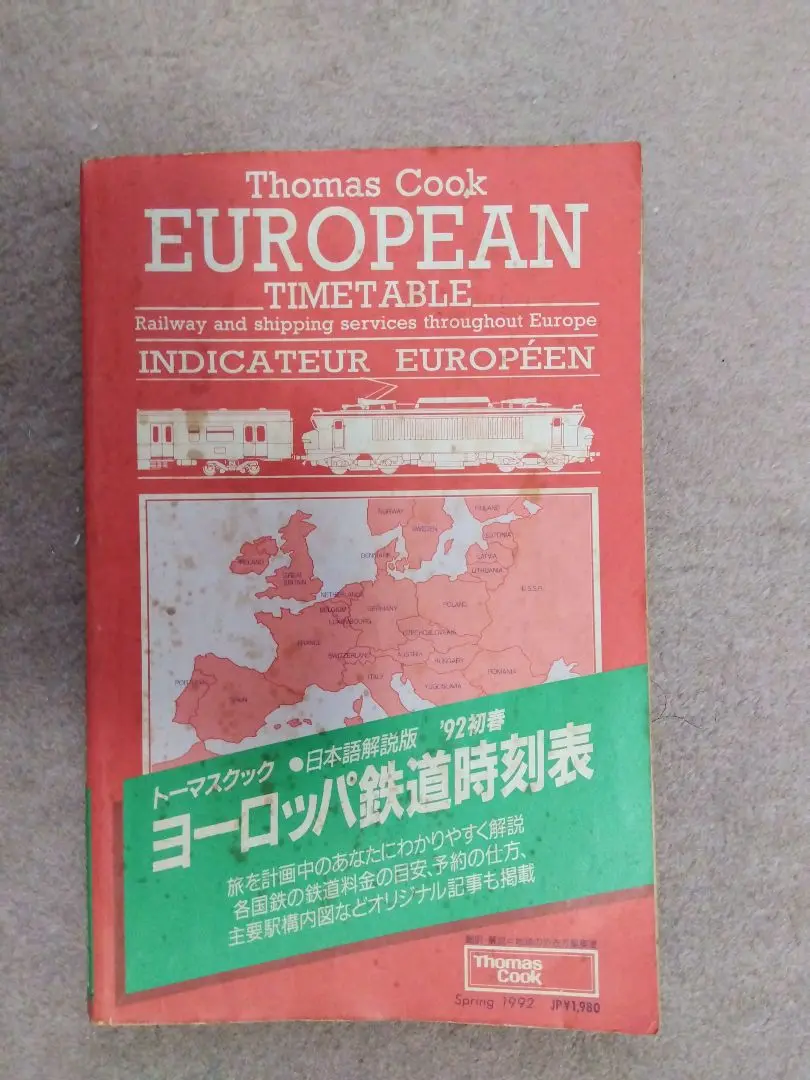 Thomas Cook
EUROPEAN
TIMETABLE
Railway and shipping services throughout Europe
INDICATEUR EUROPÉEN
NORWAY
SWEDEN
FINLAND
ESTONIA
LATVIA
LITHUANIA
U.S.S.R.
DENMARK
IRELAND
GREAT
BRITAIN
NETHERLANDS
BELGIUM
GERMANY
POLAND
LUXEMBOURG
CZECHOSLOVAKIA
FRANCE
SWITZERLAND
AUSTRIA
HUNGARY
ROMANIA
ITALY
YUGOSLAVIA
PORTUGAL
SPAIN
トーマスクック ●日本語解説版 '92初春
ヨーロッパ鉄道時刻表
旅を計画中のあなたにわかりやすく解説
各国鉄の鉄道料金の目安、予約の仕方、
主要駅構内図などオリジナル記事も掲載
Thomas
Cook
Spring 1992 JP¥1,980